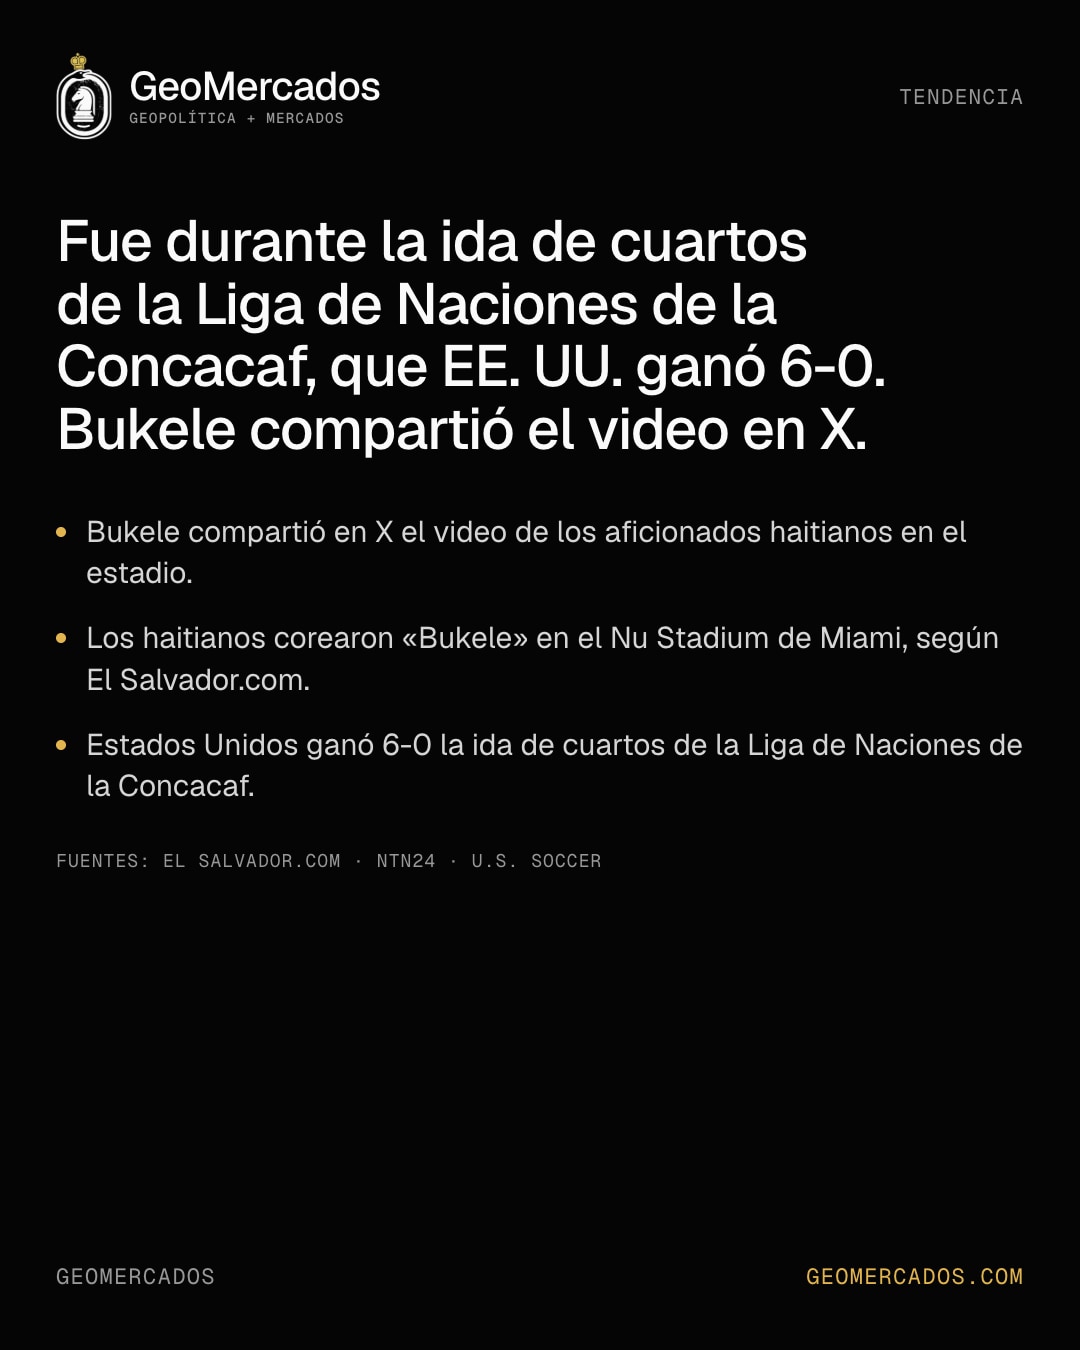 GeoMercados
GEOPOLÍTICA + MERCADOS
TENDENCIA
Fue durante la ida de cuartos
de la Liga de Naciones de la
Concacaf, que EE. UU. ganó 6-0.
Bukele compartió el video en X.
• Bukele compartió en X el video de los aficionados haitianos en el
estadio.
• Los haitianos corearon «Bukele» en el Nu Stadium de Miami, según
El Salvador.com.
• Estados Unidos ganó 6-0 la ida de cuartos de la Liga de Naciones de
la Concacaf.
FUENTES: EL SALVADOR.COM · NTN24 · U.S. SOCCER
GEOMERCADOS
GEOMERCADOS.COM